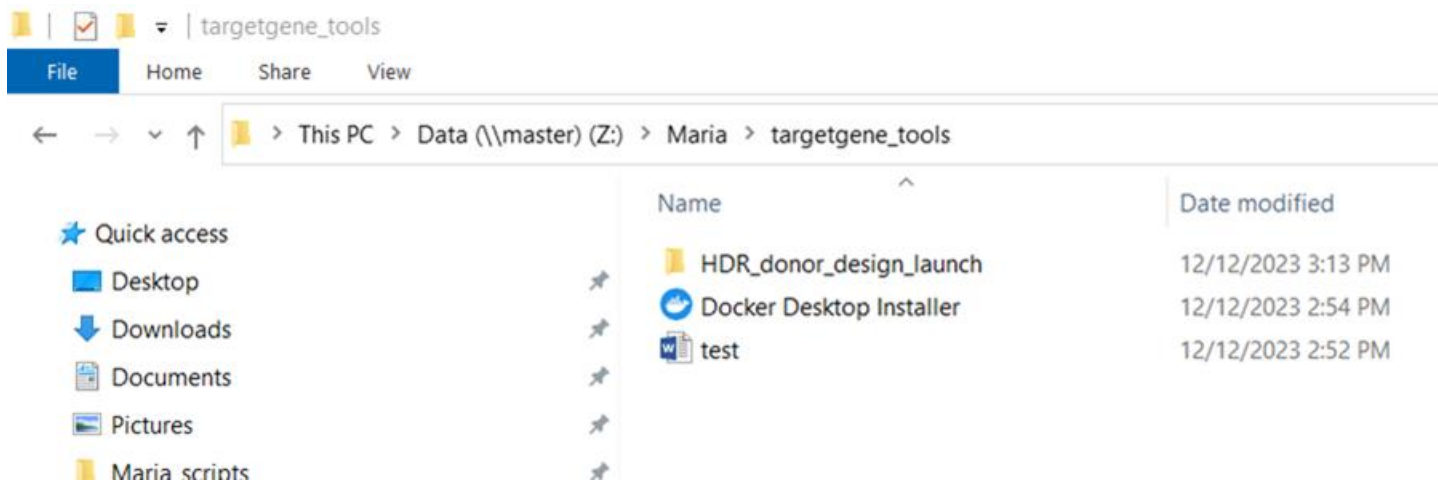 targetgene_tools
File Home Share View
This PC > Data (\\master) (Z:) > Maria > targetgene_tools
Name Date modified
Quick access
Desktop
Downloads
Documents
Pictures
Maria scripts
HDR_donor_design_launch 12/12/2023 3:13 PM
Docker Desktop Installer 12/12/2023 2:54 PM
test 12/12/2023 2:52 PM